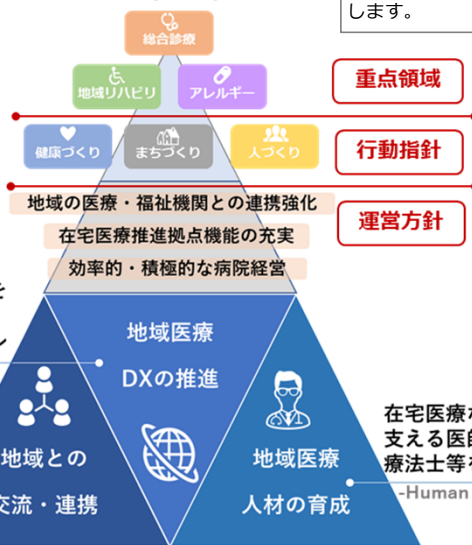 します。
総合診療
地域リハビリ
アレルギー
重点領域
健康づくり
まちづくり
人づくり
行動指針
地域の医療・福祉機関との連携強化
在宅医療推進拠点機能の充実
効率的・積極的な病院経営
運営方針
を
地域医療
DXの推進
地域との
交流・連携
地域医療
人材の育成
在宅医療
支える医師
療法士等を
-Human